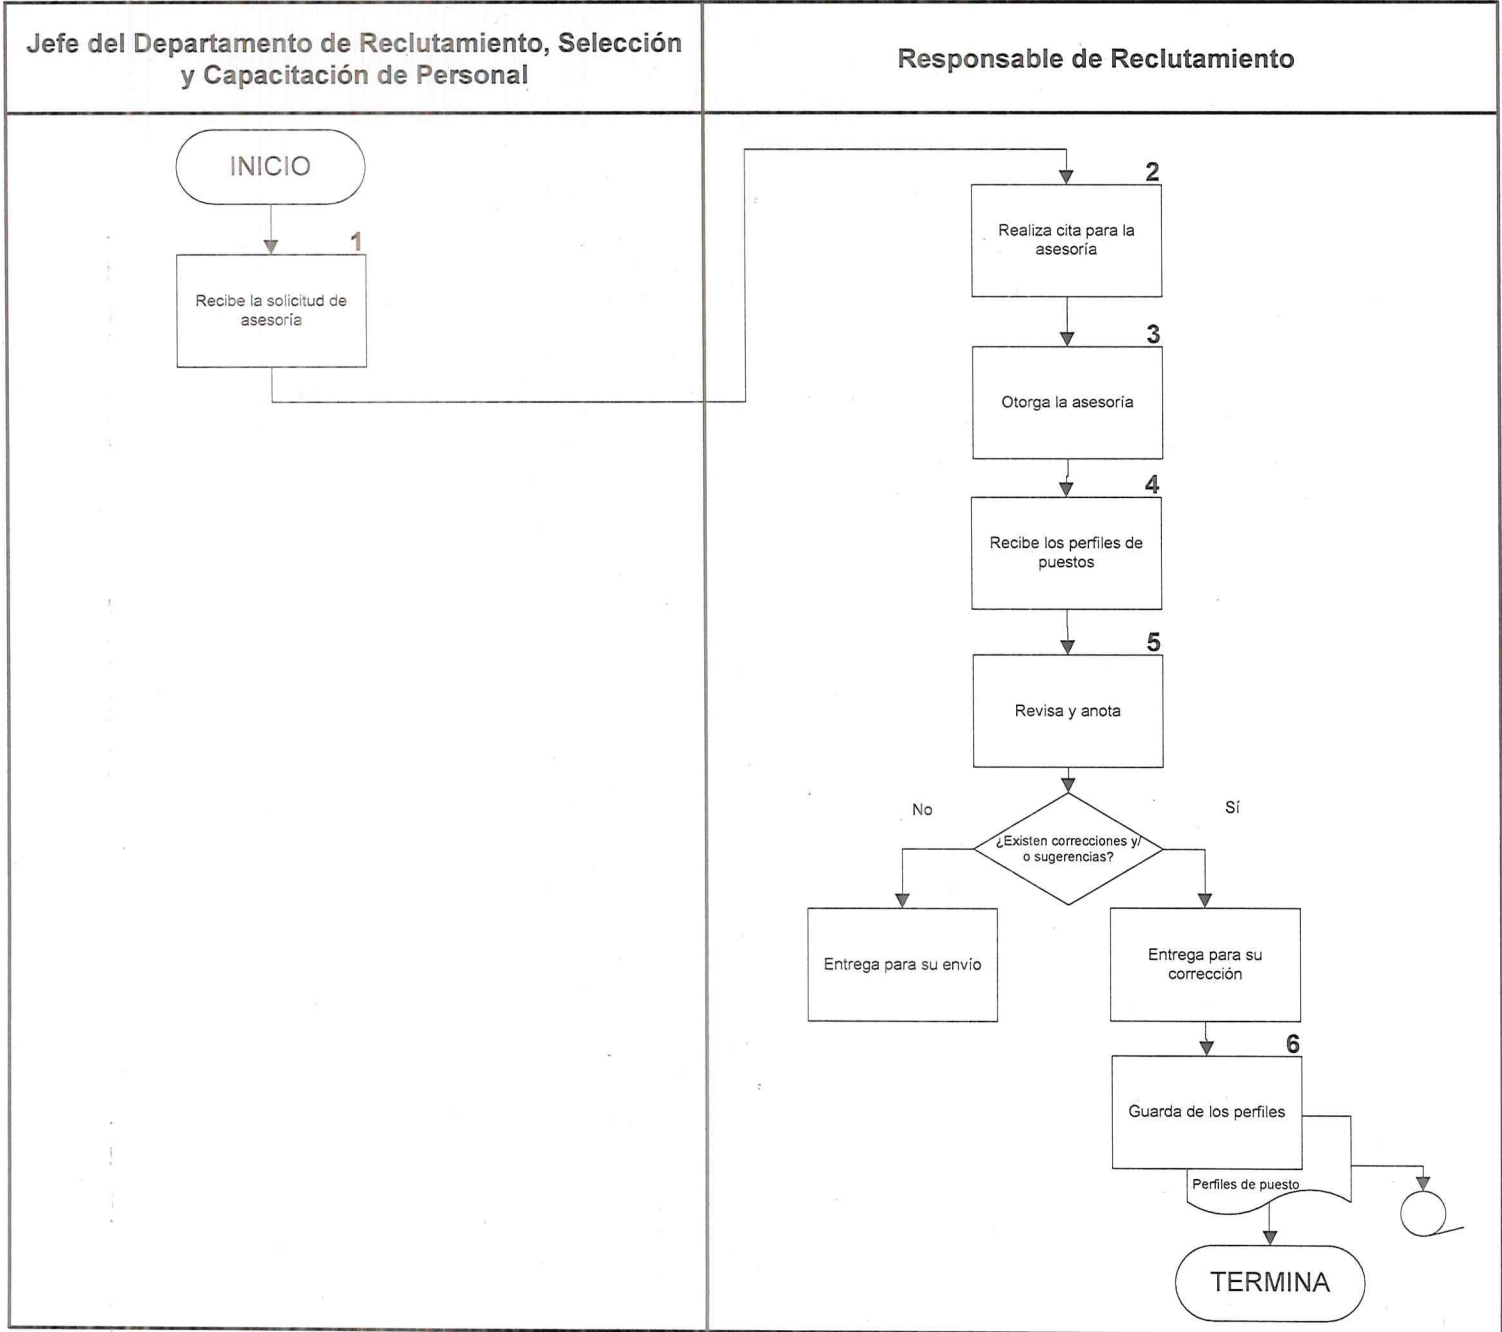 Jefe del Departamento de Reclutamiento, Selección
y Capacitación de Personal
Responsable de Reclutamiento
INICIO
1
Recibe la solicitud de
asesoría
2
Realiza cita para la
asesoría
3
Otorga la asesoría
4
Recibe los perfiles de
puestos
5
Revisa y anota
No
Sí
¿Existen correcciones y/
o sugerencias?
Entrega para su envío
Entrega para su
corrección
6
Guarda de los perfiles
Perfiles de puesto
TERMINA